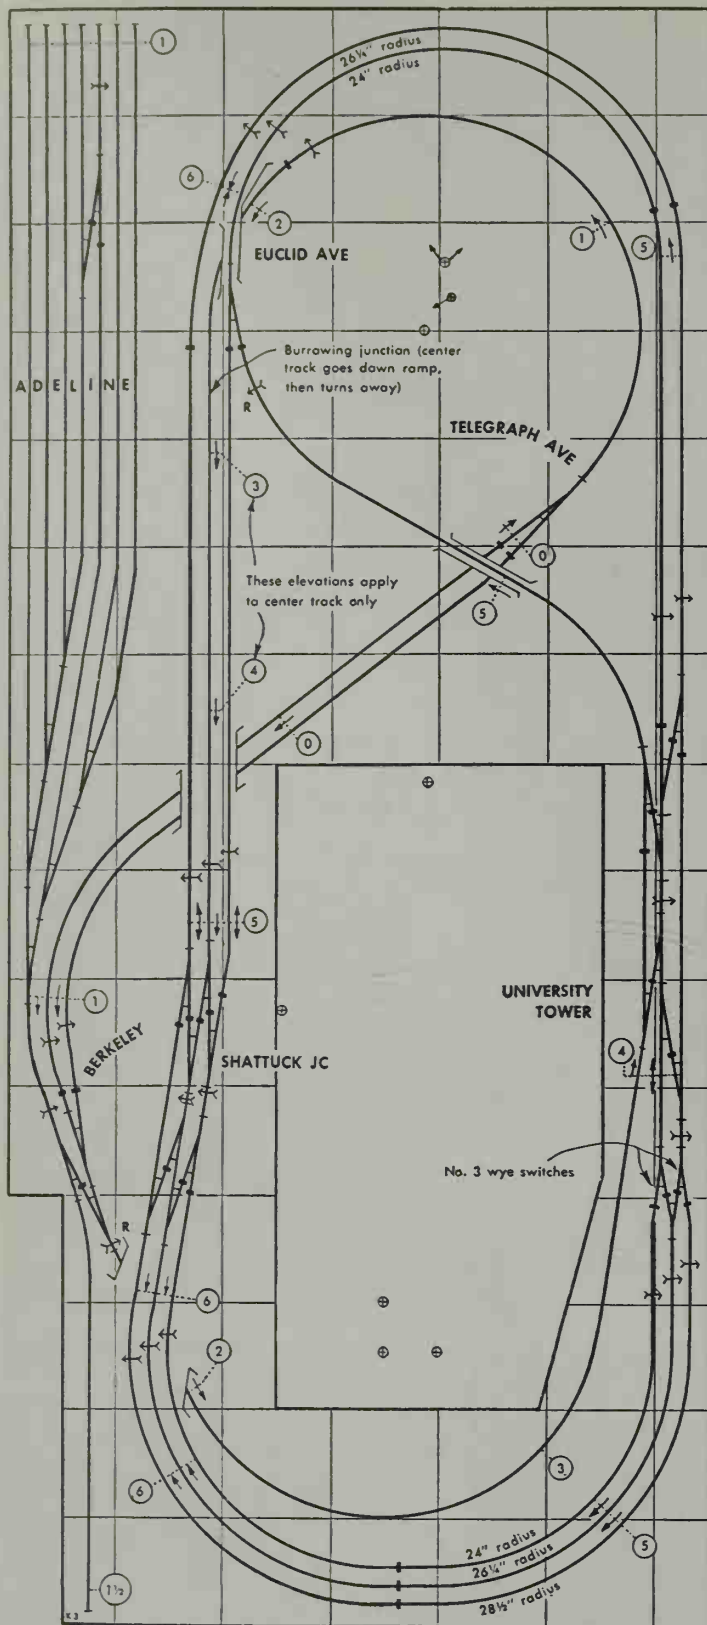 1
26¼" radius
24" radius
6
2
EUCLID AVE
1
5
Burrowing junction (center
track goes down ramp,
then turns away)
ADELINE
R
TELEGRAPH AVE
3
0
These elevations apply
to center track only
5
4
0
5
1
UNIVERSITY
TOWER
BERKELEY
SHATTUCK JC
4
No. 3 wye switches
R
6
2
3
6
5
24" radius
26¼" radius
28½" radius
1½